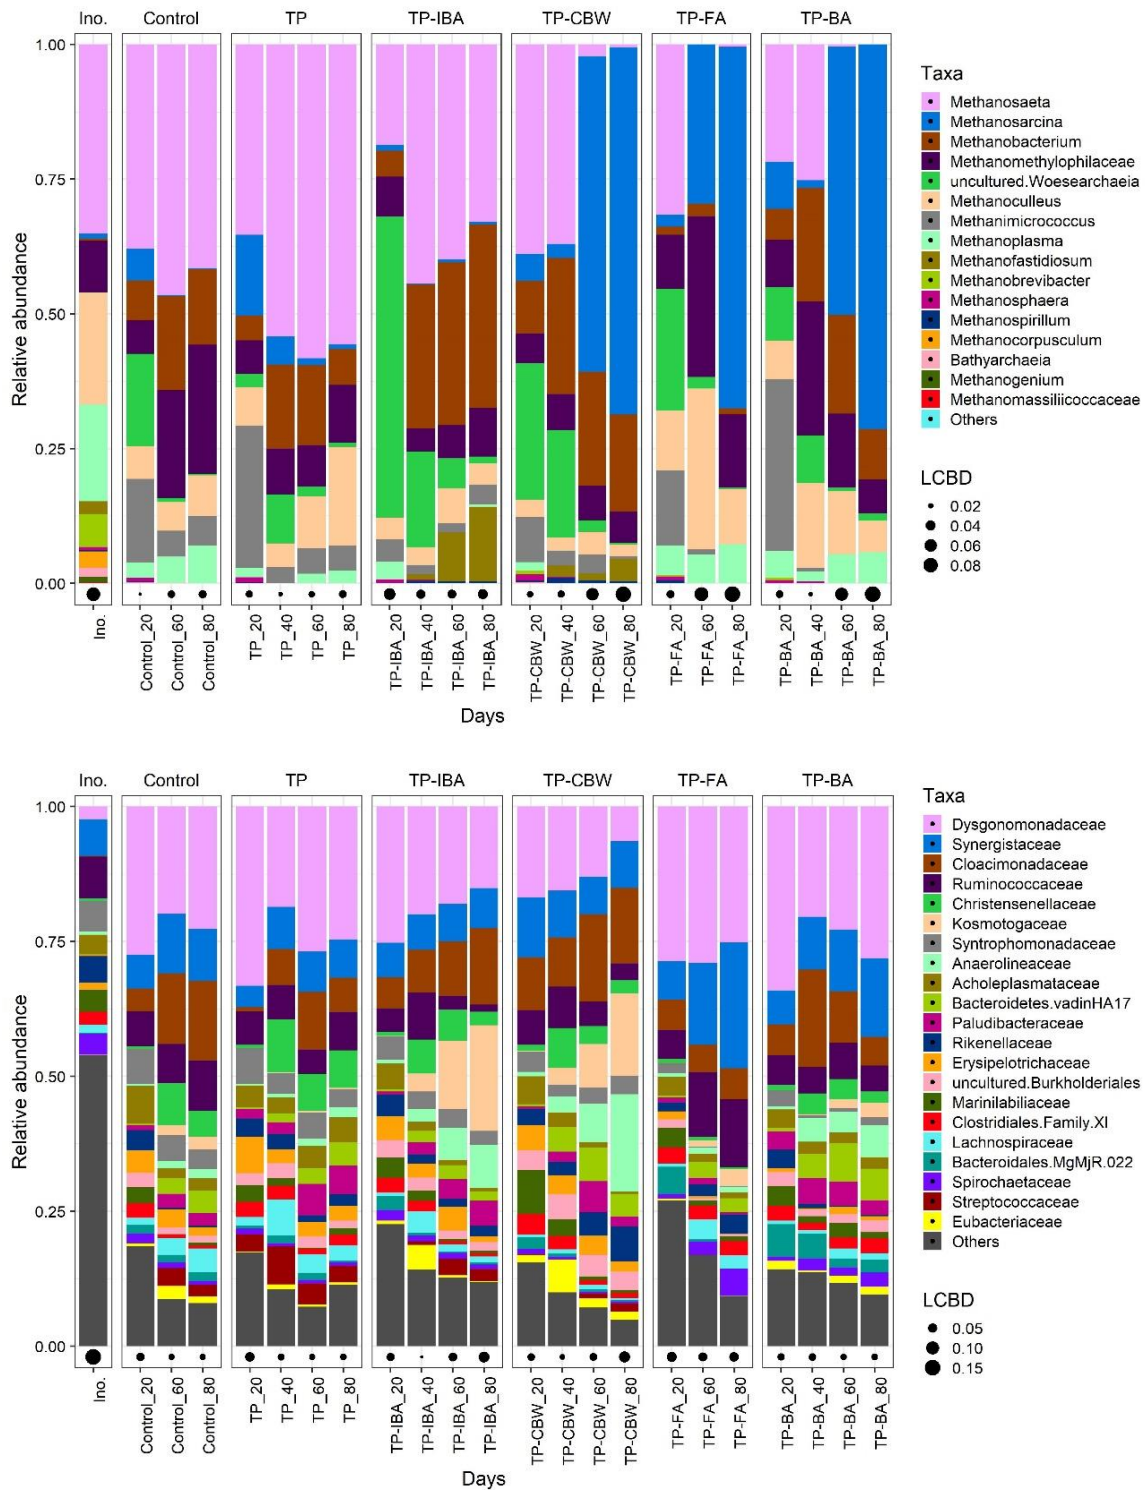 Ino.
Control
TP
TP-IBA
TP-CBW
TP-FA
TP-BA
1.00
0.75
0.50
0.25
0.00
Relative abundance
Ino.
Control_20
Control_60
Control_80
TP_20
TP_40
TP_60
TP_80
TP-IBA_20
TP-IBA_40
TP-IBA_60
TP-IBA_80
TP-CBW_20
TP-CBW_40
TP-CBW_60
TP-CBW_80
TP-FA_20
TP-FA_60
TP-FA_80
TP-BA_20
TP-BA_40
TP-BA_60
TP-BA_80
Days
Taxa
Methanosaeta
Methanosarcina
Methanobacterium
Methanomethylophilaceae
uncultured.Woesearchaeia
Methanoculleus
Methanimicrococcus
Methanoplasma
Methanofastidiosum
Methanobrevibacter
Methanosphaera
Methanospirillum
Methanocorpusculum
Bathyarchaeia
Methanogenium
Methanomassiliicoccaceae
Others
LCBD
0.02
0.04
0.06
0.08
Ino.
Control
TP
TP-IBA
TP-CBW
TP-FA
TP-BA
1.00
0.75
0.50
0.25
0.00
Relative abundance
Ino.
Control_20
Control_60
Control_80
TP_20
TP_40
TP_60
TP_80
TP-IBA_20
TP-IBA_40
TP-IBA_60
TP-IBA_80
TP-CBW_20
TP-CBW_40
TP-CBW_60
TP-CBW_80
TP-FA_20
TP-FA_60
TP-FA_80
TP-BA_20
TP-BA_40
TP-BA_60
TP-BA_80
Days
Taxa
Dysgonomonadaceae
Synergistaceae
Cloacimonadaceae
Ruminococcaceae
Christensenellaceae
Kosmotogaceae
Syntrophomonadaceae
Anaerolineaceae
Acholeplasmataceae
Bacteroidetes.vadinHA17
Paludibacteraceae
Rikenellaceae
Erysipelotrichaceae
uncultured.Burkholderiales
Marinilabiliaceae
Clostridiales.Family.XI
Lachnospiraceae
Bacteroidales.MgMjR.022
Spirochaetaceae
Streptococcaceae
Eubacteriaceae
Others
LCBD
0.05
0.10
0.15